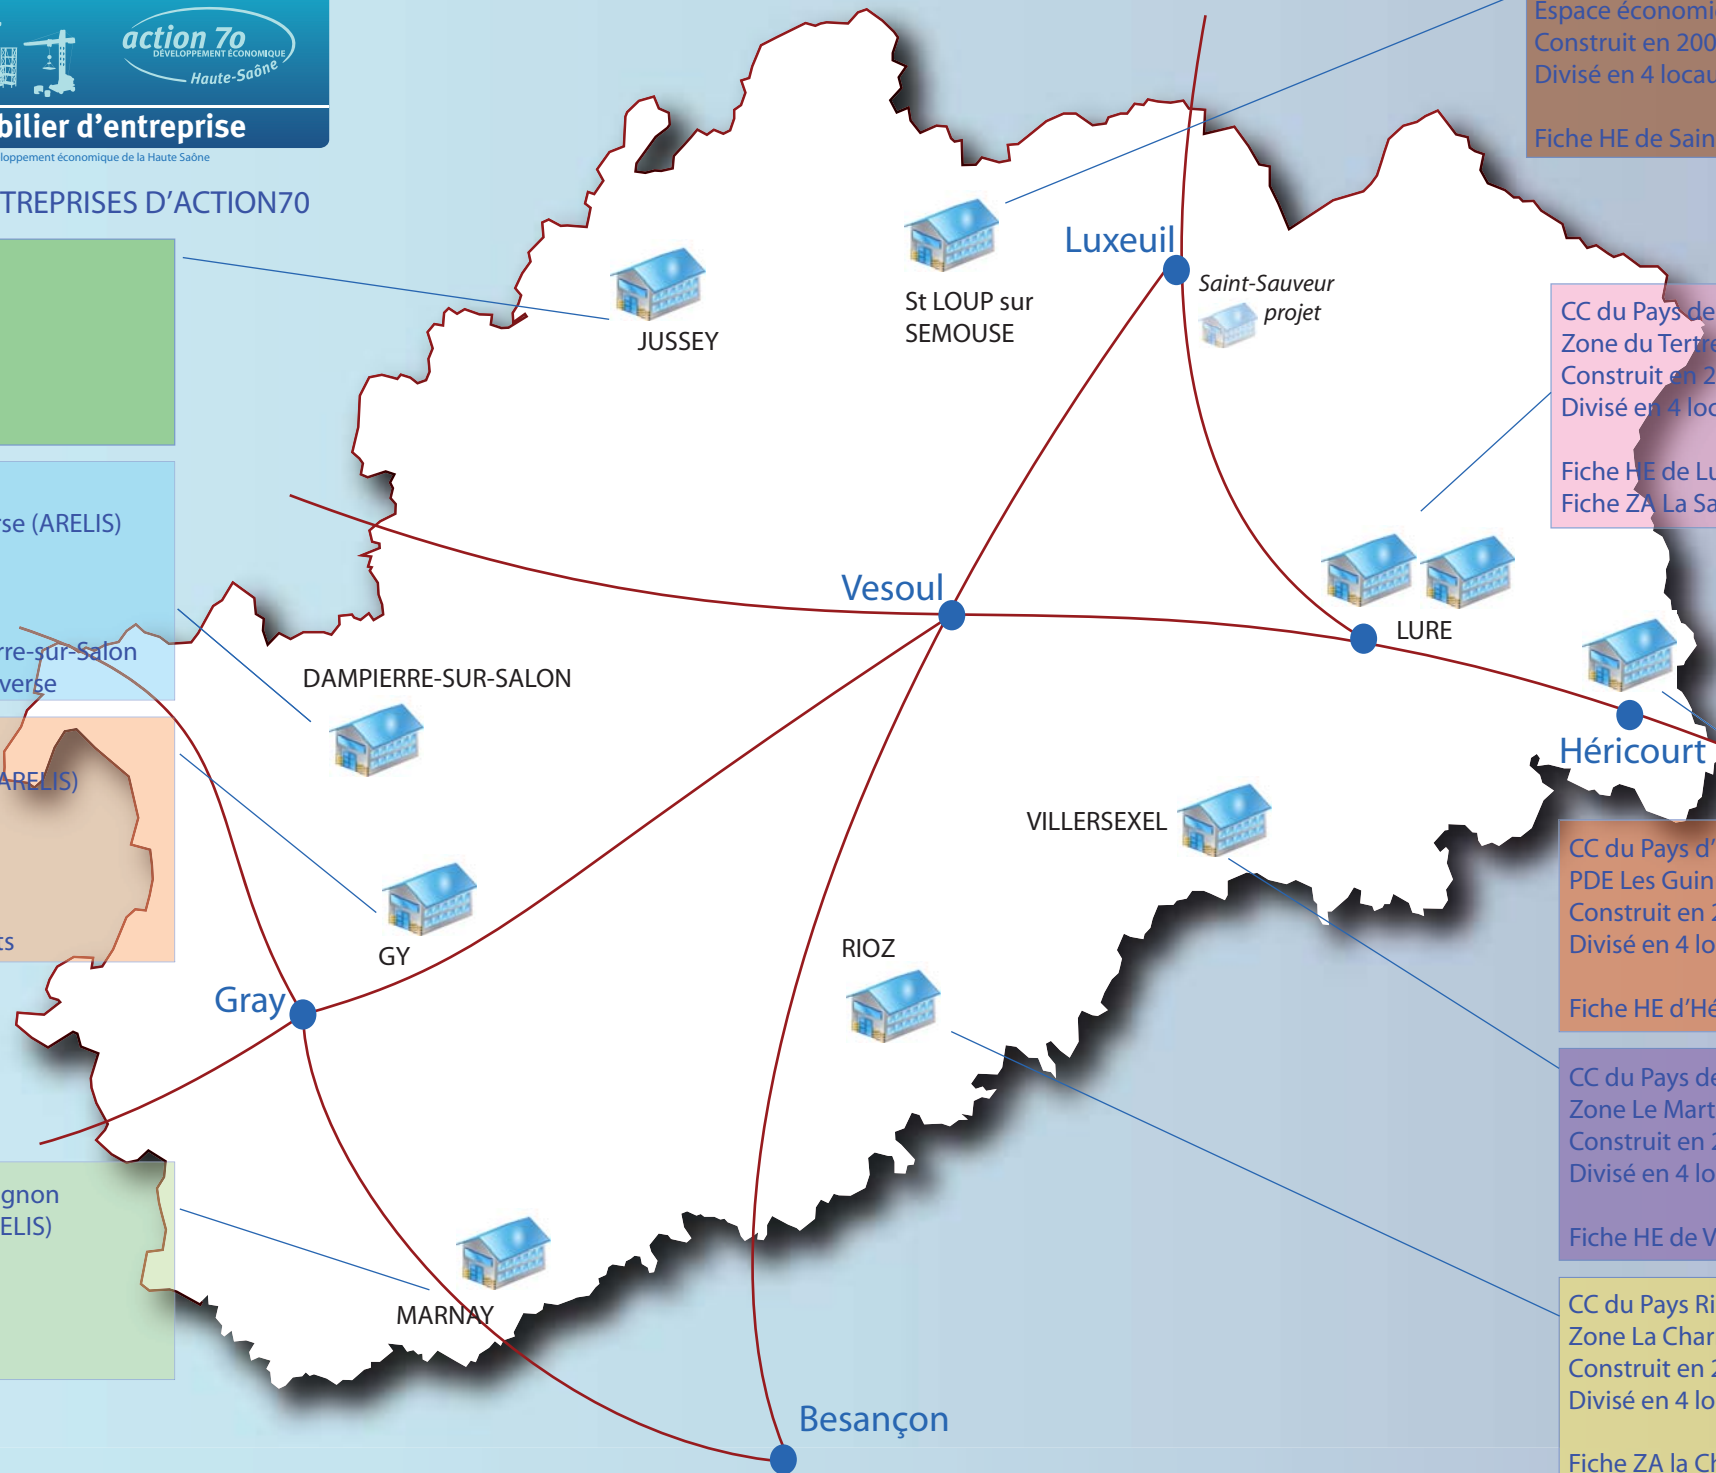 action 70
DÉVELOPPEMENT ÉCONOMIQUE
Haute-Saône
bilier d'entreprise
loppement économique de la Haute Saône
TREPRISES D'ACTION70
rse (ARELIS)
rre-sur-Salon
verse
ARELIS)
ts
gnon
ELIS)
JUSSEY
St LOUP sur
SEMOUSE
Luxeuil
Saint-Sauveur
projet
Vesoul
LURE
DAMPIERRE-SUR-SALON
Héricourt
VILLERSEXEL
GY
RIOZ
Gray
MARNAY
Besançon
Espace économi
Construit en 200
Divisé en 4 locau
Fiche HE de Sain
CC du Pays de
Zone du Tertre
Construit en 2
Divisé en 4 loc
Fiche HE de Lu
Fiche ZA La Sa
CC du Pays d'
PDE Les Guin
Construit en 2
Divisé en 4 lo
Fiche HE d'Hé
CC du Pays de
Zone Le Mart
Construit en 2
Divisé en 4 lo
Fiche HE de V
CC du Pays Ri
Zone La Char
Construit en 2
Divisé en 4 lo
Fiche ZA la Ch